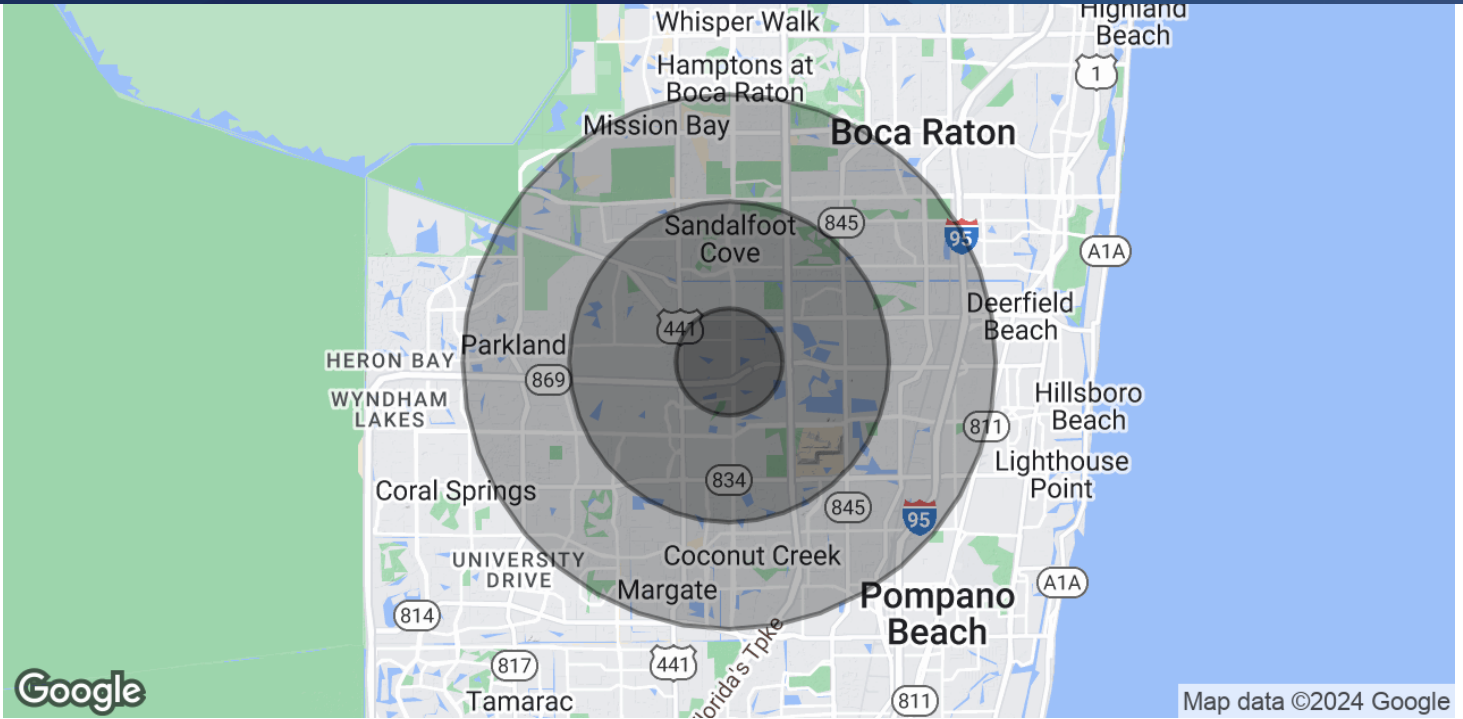 Whisper Walk
Highland
Beach
1
Hamptons at
Boca Raton
Mission Bay
Boca Raton
Sandalfoot
Cove
845
95
A1A
Deerfield
Beach
441
Parkland
HERON BAY
869
WYNDHAM
LAKES
Hillsboro
Beach
811
Lighthouse
Point
834
Coral Springs
845
95
UNIVERSITY
DRIVE
Coconut Creek
Margate
A1A
Pompano
Beach
814
817
441
Florida's Tpke
Tamarac
811
Google
Map data ©2024 Google